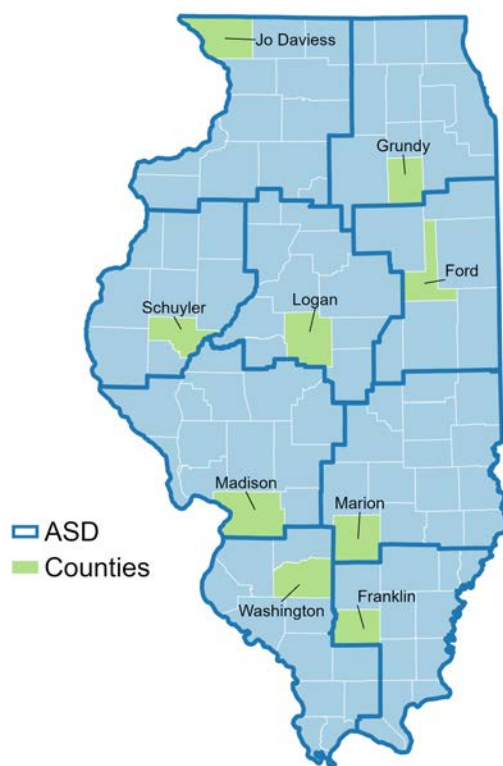 Jo Daviess
Grundy
Ford
Schuyler
Logan
Madison
Marion
ASD
Counties
Washington
Franklin